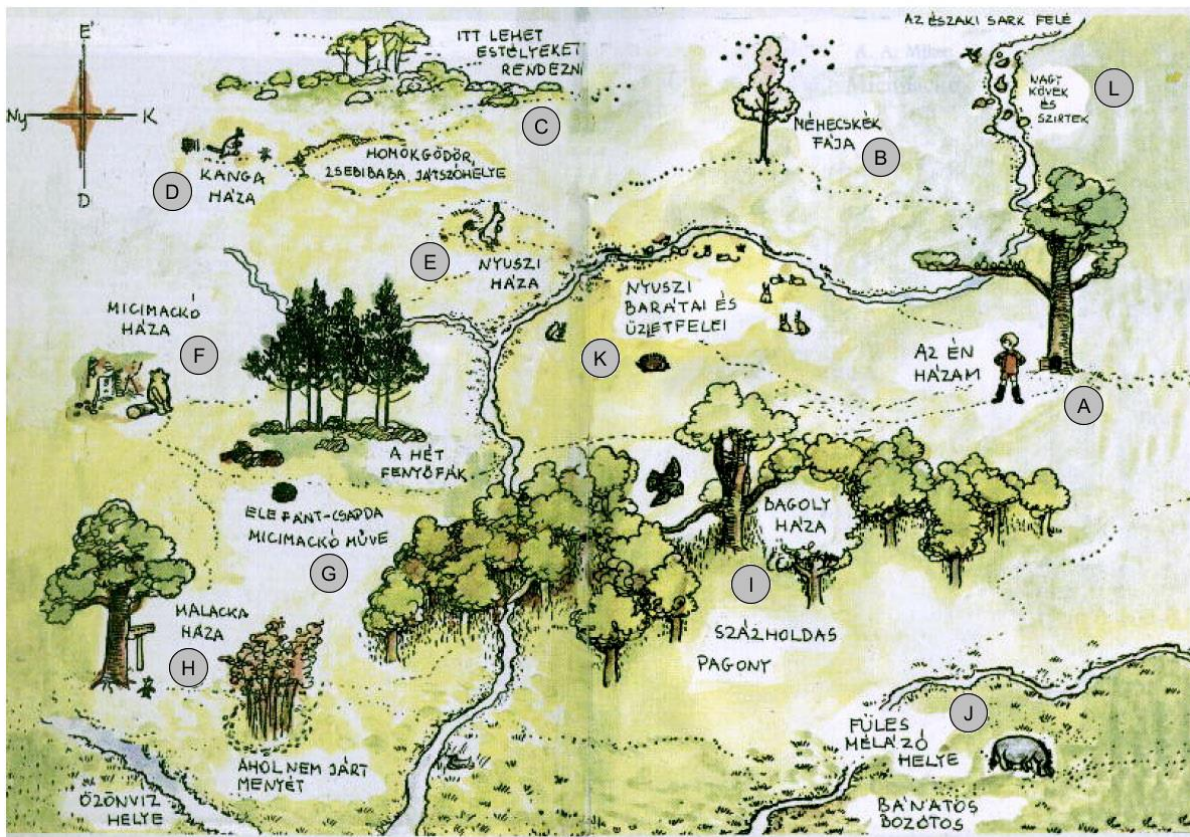 É
Ny
K
D
ITT LEHET
ESTÉLYEKET
RENDEZNI
C
AZ ÉSZAKI SARK FELÉ
NAGY
KÖVEK
ÉS
SZIRTEK
L
MÉHECSKÉK
FÁJA
B
D
KANGA
HÁZA
HOMOKGÖDÖR,
ZSEBIBABA JÁTSZÓHELYE
E
NYUSZI
HÁZA
MICIMACKÓ
HÁZA
F
NYUSZI
BARÁTAI ÉS
ÜZLETFELEI
K
AZ ÉN
HÁZAM
A
A HÉT
FENYŐFÁK
ELEFÁNT-CSAPDA
MICIMACKÓ MŰVE
G
BAGOLY
HÁZA
I
MALACKA
HÁZA
H
SZÁZHOLDAS
PAGONY
J
FÜLES
MÉLÁZÓ
HELYE
AHOL NEM JÁRT
MENYÉT
ÖZÖNVIZ
HELYE
BÁNATOS
BOZÓTOS